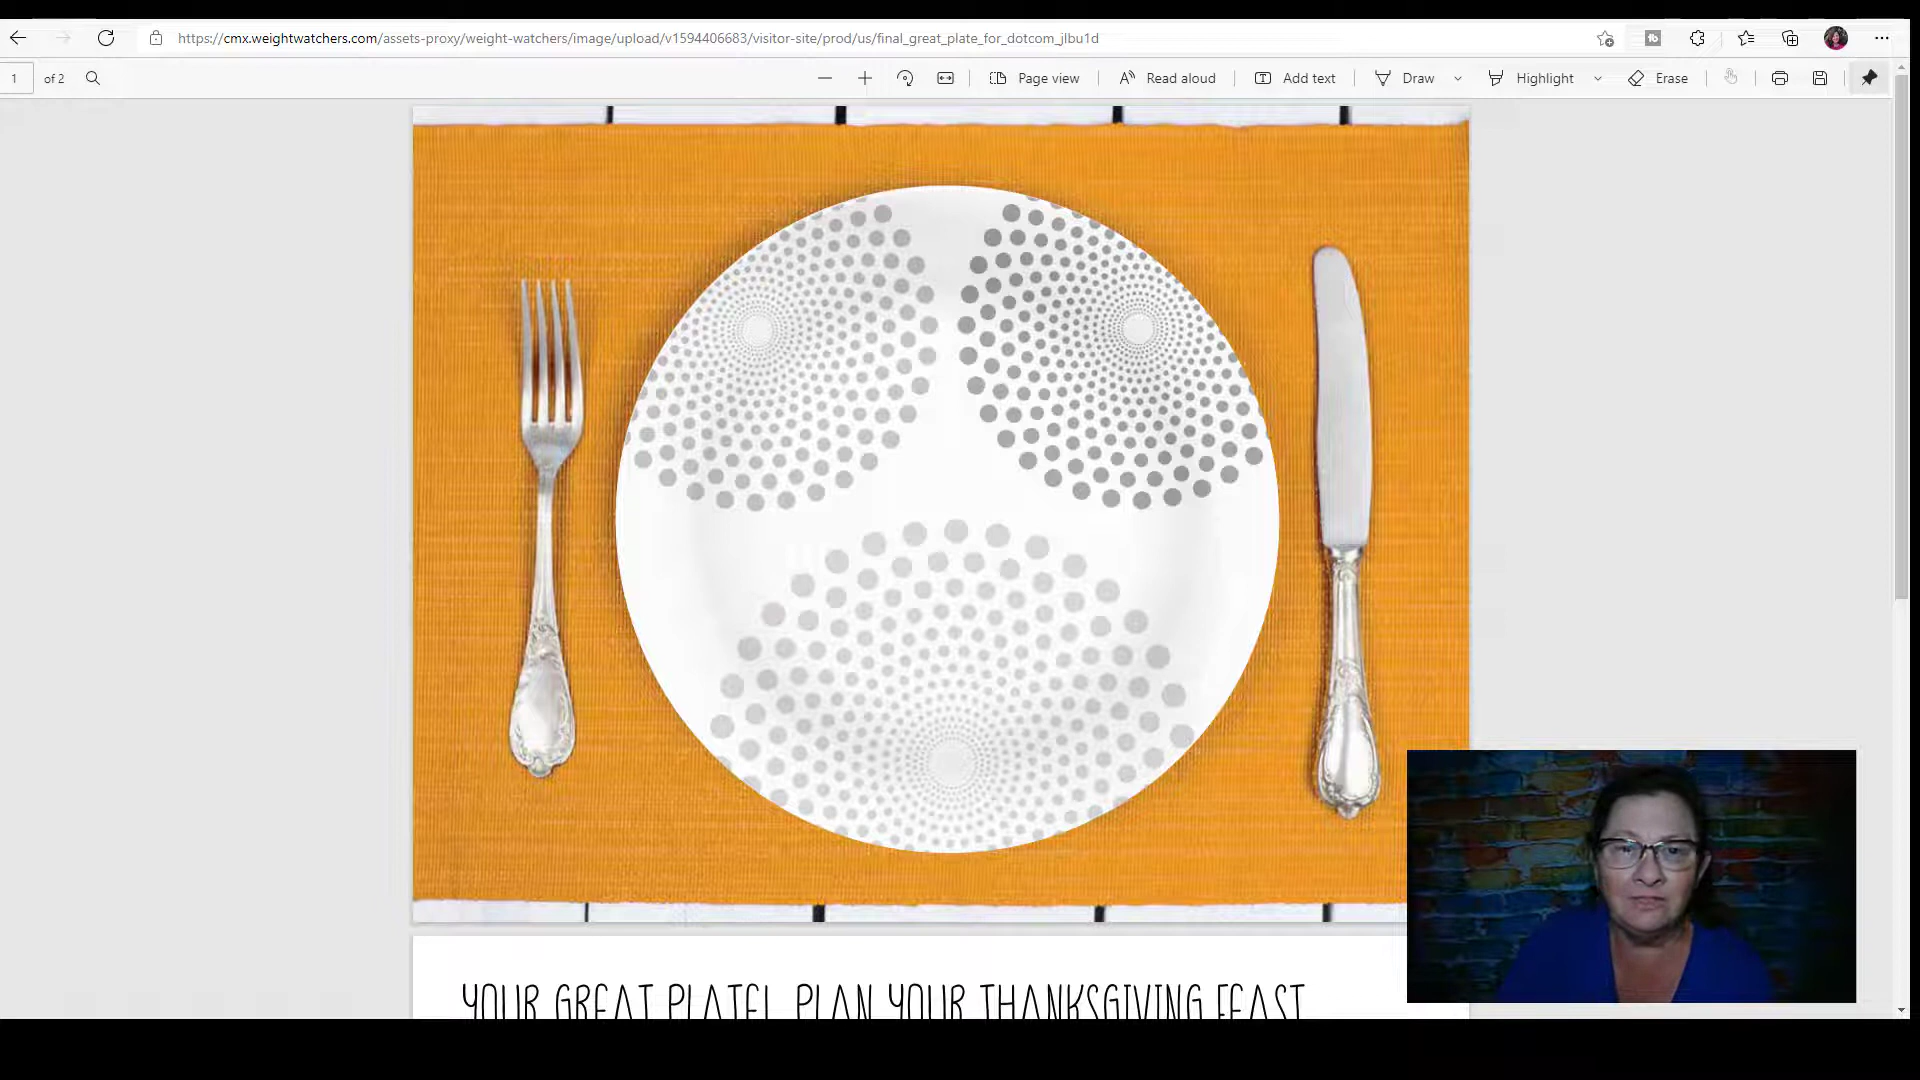 https://cmx.weightwatchers.com/assets-proxy/weight-watchers/image/upload/v1594406683/visitor-site/prod/us/final_great_plate_for_dotcom_jlbu1d
1 of 2 Page view Read aloud Add text Draw Highlight Erase
YOUR GREAT PLATE! PLAN YOUR THANKSGIVING FEAST